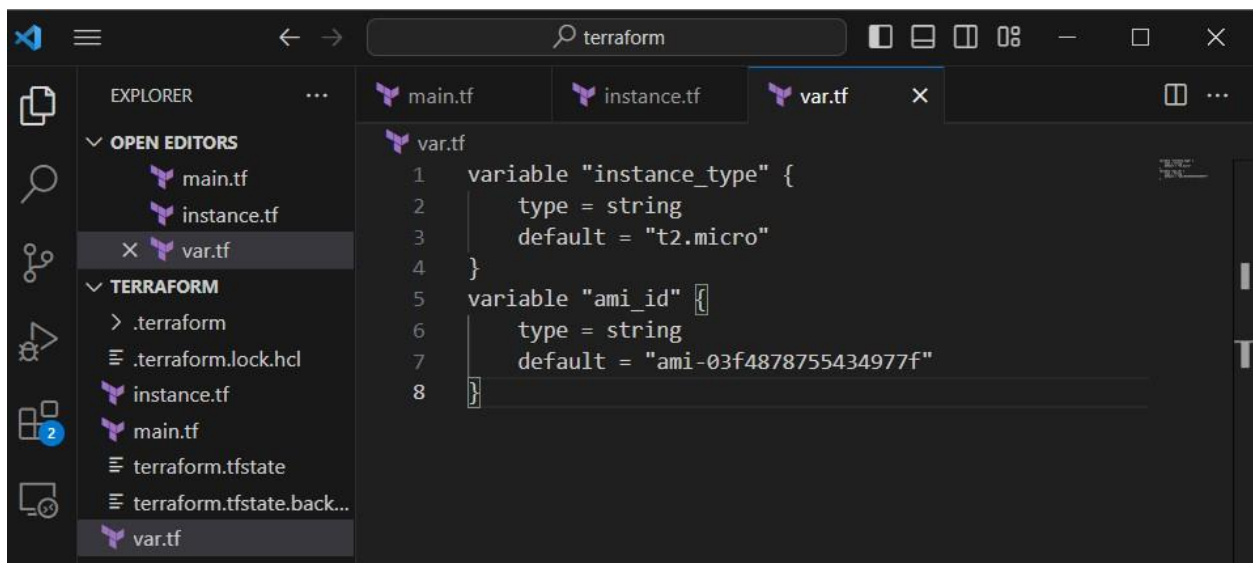 terraform
EXPLORER
main.tf instance.tf var.tf
OPEN EDITORS
main.tf
instance.tf
var.tf
TERRAFORM
.terraform
.terraform.lock.hcl
instance.tf
main.tf
terraform.tfstate
terraform.tfstate.back...
var.tf
2
var.tf
1 variable "instance_type" {
2 type = string
3 default = "t2.micro"
4 }
5 variable "ami_id" {
6 type = string
7 default = "ami-03f4878755434977f"
8 }